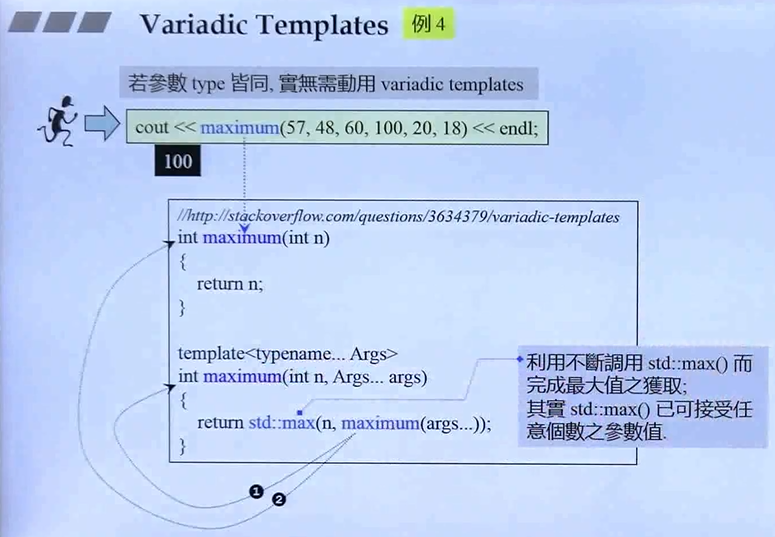 Variadic Templates 例 4
若參數 type 皆同, 實無需動用 variadic templates
cout << maximum(57, 48, 60, 100, 20, 18) << endl;
100
//http://stackoverflow.com/questions/3634379/variadic-templates
int maximum(int n)
{
return n;
}
template<typename... Args>
int maximum(int n, Args... args)
{
return std::max(n, maximum(args...));
}
利用不斷調用 std::max() 而
完成最大值之獲取;
其實 std::max() 已可接受任
意個數之參數值.
❶
❷